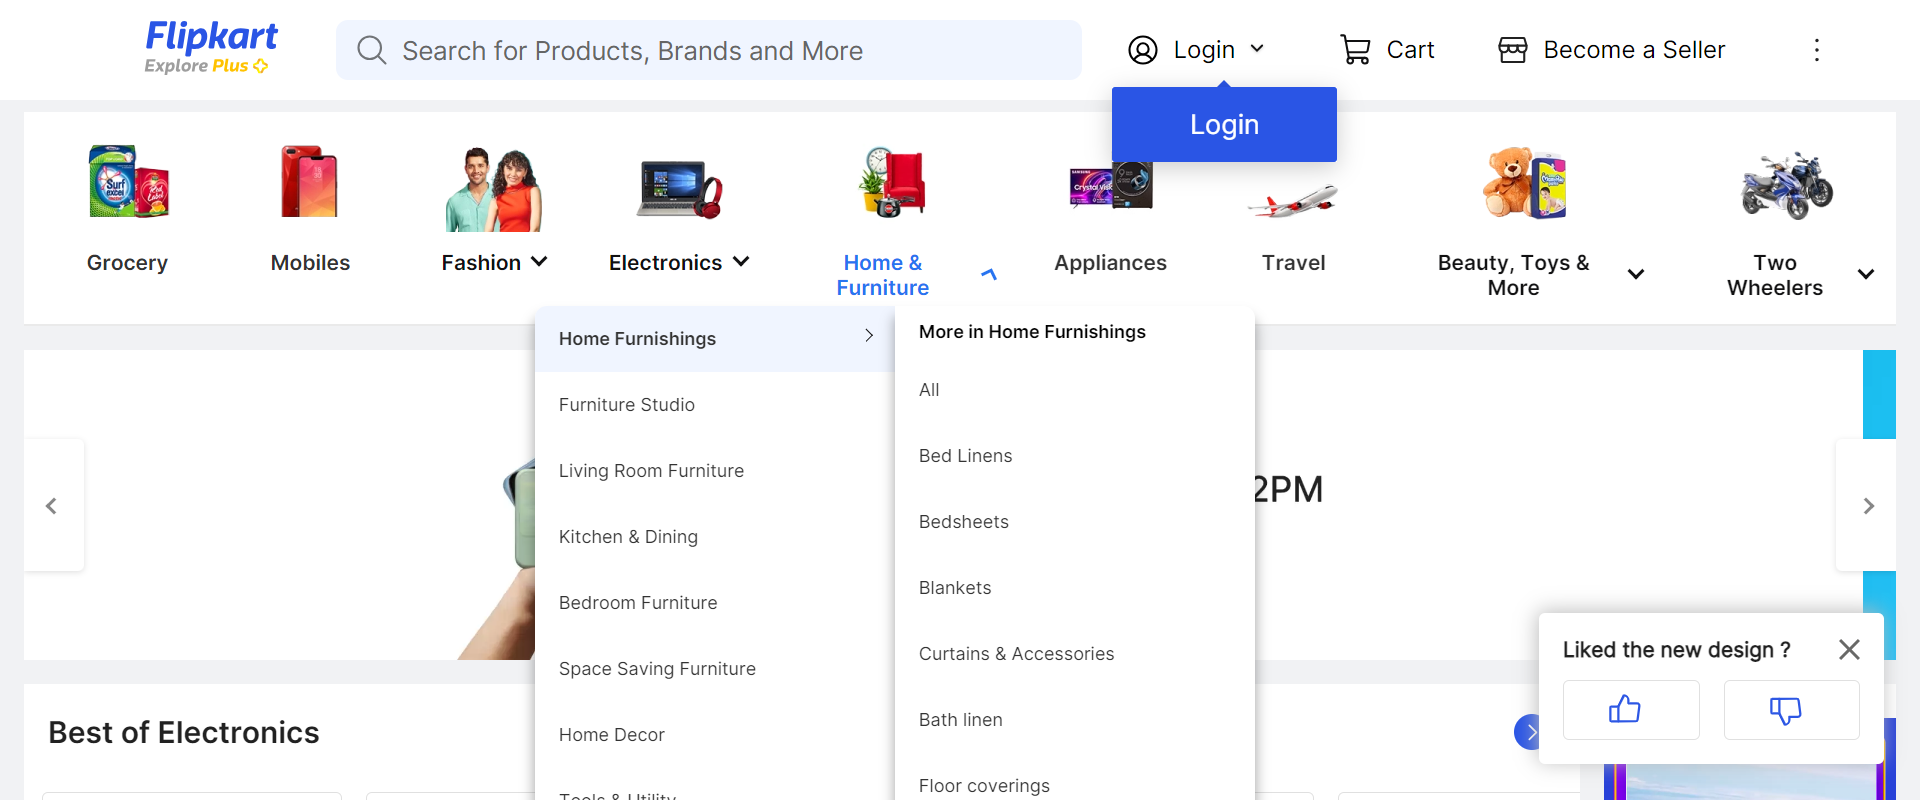 Flipkart
Explore Plus
Search for Products, Brands and More
Login
Cart
Become a Seller
Login
Grocery
Mobiles
Fashion
Electronics
Home &
Furniture
Appliances
Travel
Beauty, Toys &
More
Two
Wheelers
Home Furnishings
Furniture Studio
Living Room Furniture
Kitchen & Dining
Bedroom Furniture
Space Saving Furniture
Home Decor
Tools & Utility
More in Home Furnishings
All
Bed Linens
Bedsheets
Blankets
Curtains & Accessories
Bath linen
Floor coverings
2PM
Liked the new design ?
Best of Electronics